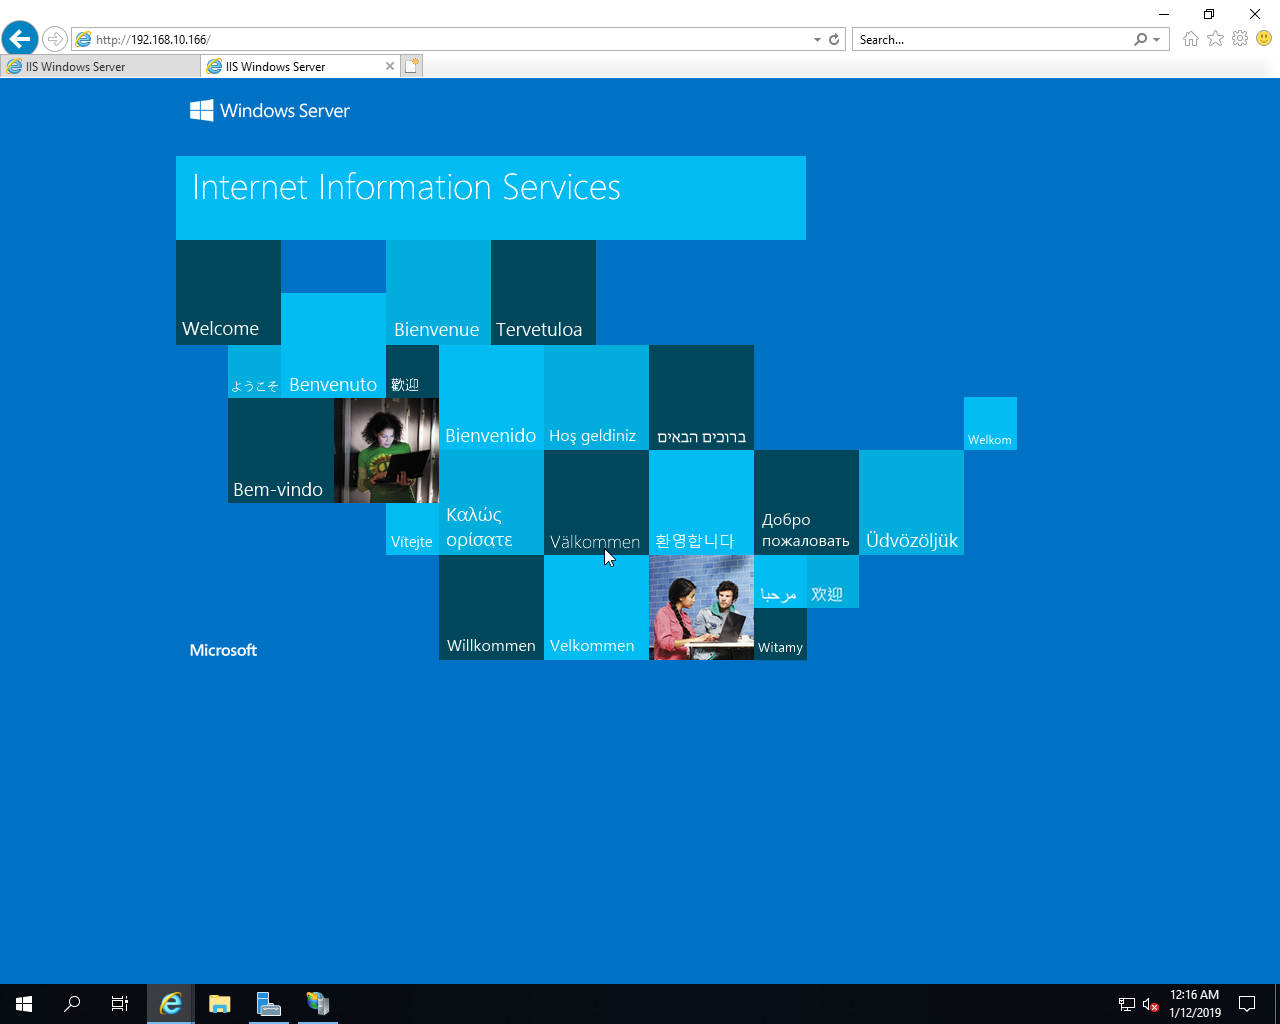 http://192.168.10.166/
Search...
IIS Windows Server
IIS Windows Server
Windows Server
Internet Information Services
Welcome
Bienvenue
Tervetuloa
ようこそ
Benvenuto
歡迎
Bienvenido
Hoş geldiniz
ברוכים הבאים
Welkom
Bem-vindo
Vítejte
Καλώς
ορίσατε
Välkommen
환영합니다
Добро
пожаловать
Üdvözöljük
Willkommen
Velkommen
مرحبا
欢迎
Witamy
Microsoft
12:16 AM
1/12/2019